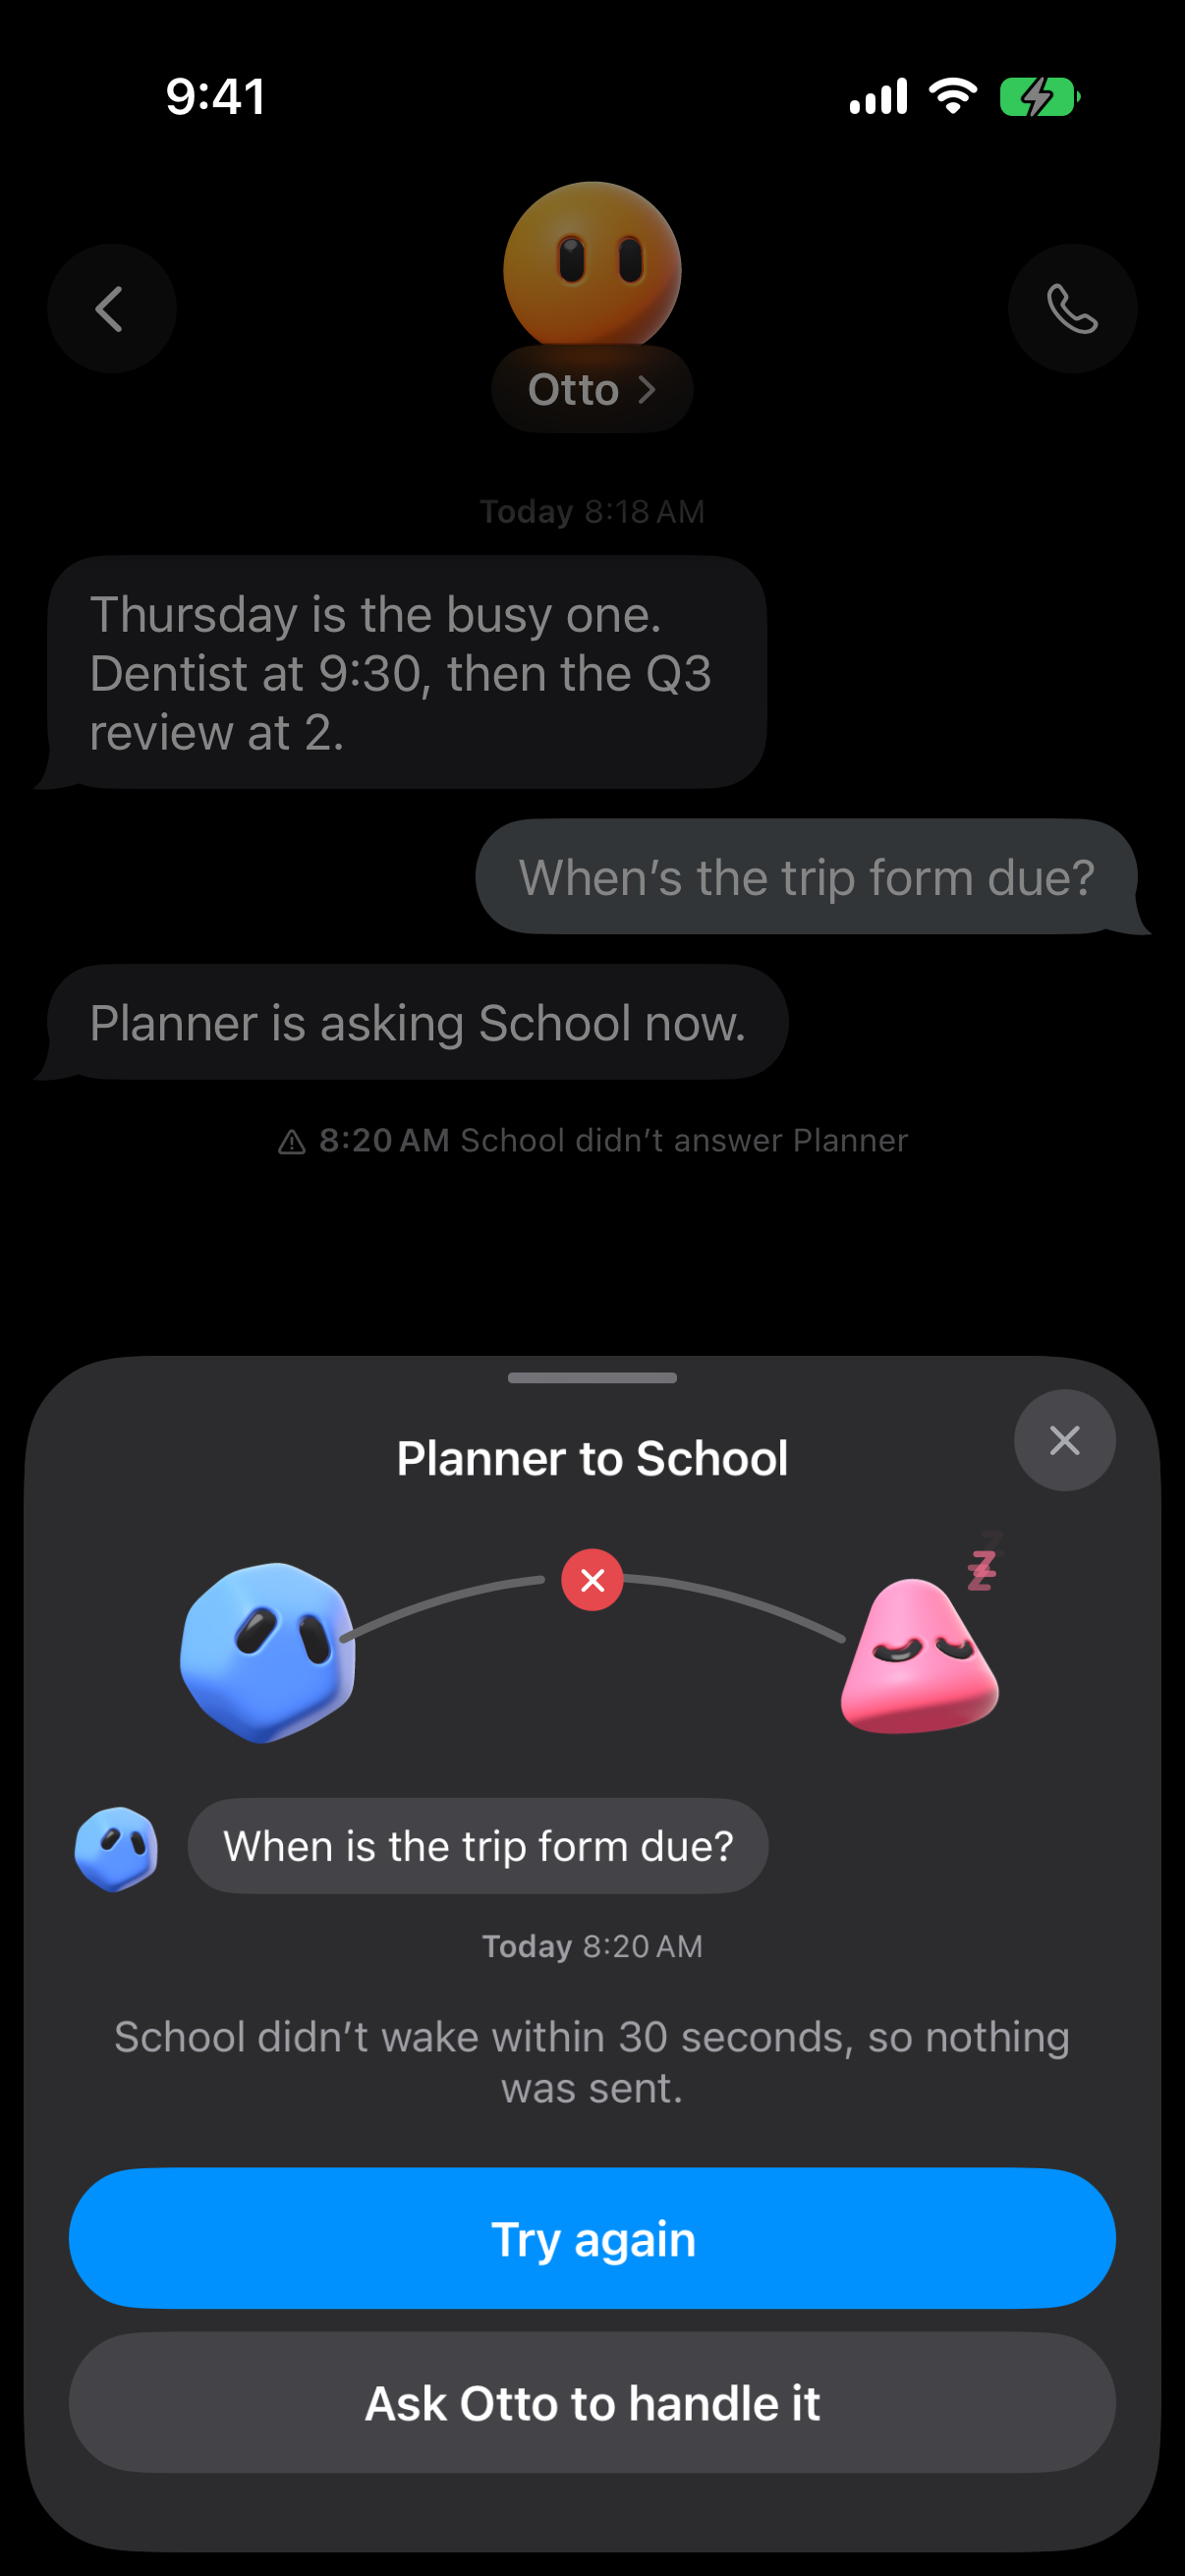 9:41
Otto
Today 8:18 AM
Thursday is the busy one.
Dentist at 9:30, then the Q3
review at 2.
When’s the trip form due?
Planner is asking School now.
8:20 AM School didn’t answer Planner
Planner to School
z
z
When is the trip form due?
Today 8:20 AM
School didn’t wake within 30 seconds, so nothing
was sent.
Try again
Ask Otto to handle it